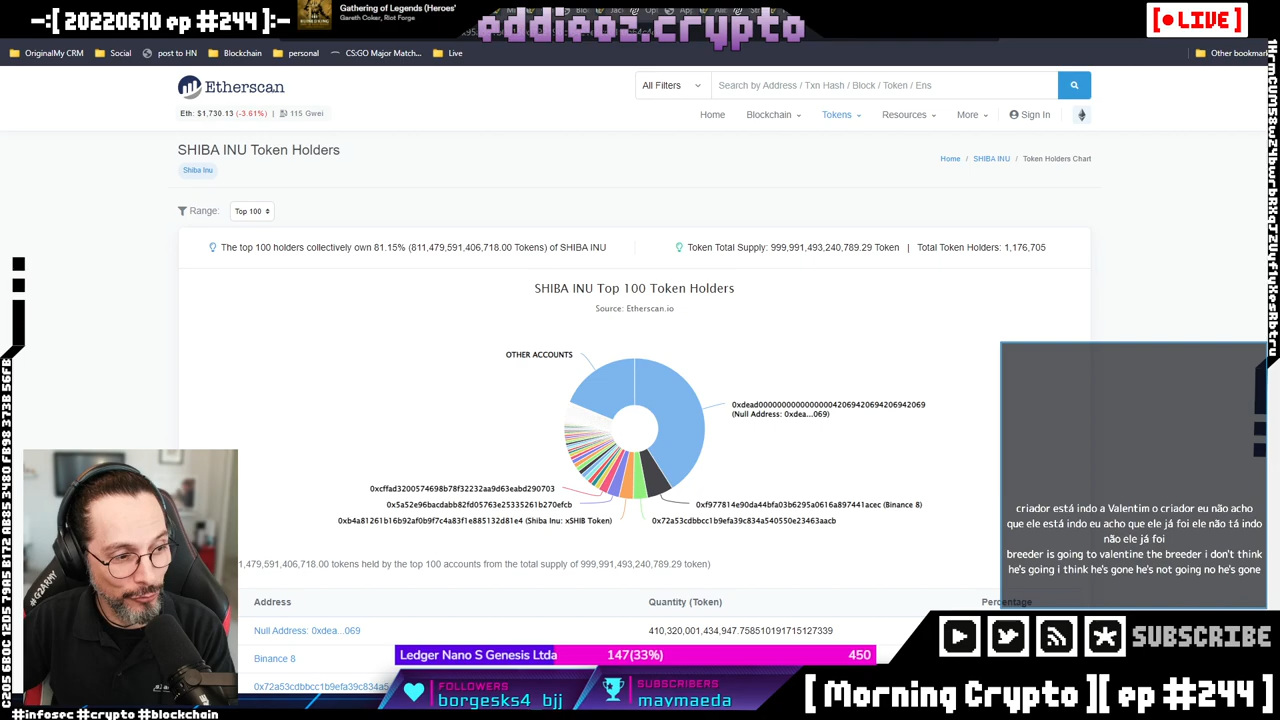 -:[ 20220610 ep #244 ]:-
Gathering of Legends (Heroes'
Gareth Coker, Riot Forge
eddieoz.crypto
[● LIVE ]
OriginalMy CRM
Social
post to HN
Blockchain
personal
CS:GO Major Match...
Live
Other bookmar
Etherscan
All Filters
Search by Address / Txn Hash / Block / Token / Ens
Eth: $1,730.13 (-3.61%) | 115 Gwei
Home
Blockchain
Tokens
Resources
More
Sign In
SHIBA INU Token Holders
Shiba Inu
Home / SHIBA INU / Token Holders Chart
Range:
Top 100
The top 100 holders collectively own 81.15% (811,479,591,406,718.00 Tokens) of SHIBA INU
Token Total Supply: 999,991,493,240,789.29 Token | Total Token Holders: 1,176,705
SHIBA INU Top 100 Token Holders
Source: Etherscan.io
OTHER ACCOUNTS
0xdead000000000000000042069420694206942069
(Null Address: 0xdea...069)
0xcffad3200574698b78f32232aa9d63eabd290703
0x5a52e96bacdabb82fd05763e25335261b270efcb
0xf977814e90da44bfa03b6295a0616a897441acec (Binance 8)
0xb4a81261b16b92af0b9f7c4a83f1e885132d81e4 (Shiba Inu: xSHIB Token)
0x72a53cdbbcc1b9efa39c834a540550e23463aacb
criador está indo a Valentim o criador eu não acho
que ele está indo eu acho que ele já foi ele não tá indo
não ele já foi
breeder is going to valentine the breeder i don't think
he's going i think he's gone he's not going no he's gone
1,479,591,406,718.00 tokens held by the top 100 accounts from the total supply of 999,991,493,240,789.29 token)
Address
Quantity (Token)
Percentage
Null Address: 0xdea...069
410,320,001,434,947.758510191715127339
Binance 8
0x72a53cdbbcc1b9efa39c834a5
Ledger Nano S Genesis Ltda
147(33%)
450
SUBSCRIBE
FOLLOWERS
borgesks4_bjj
SUBSCRIBERS
maymaeda
[ Morning Crypto ][ ep #244 ]
#infosec #crypto #blockchain
#G2ARMY